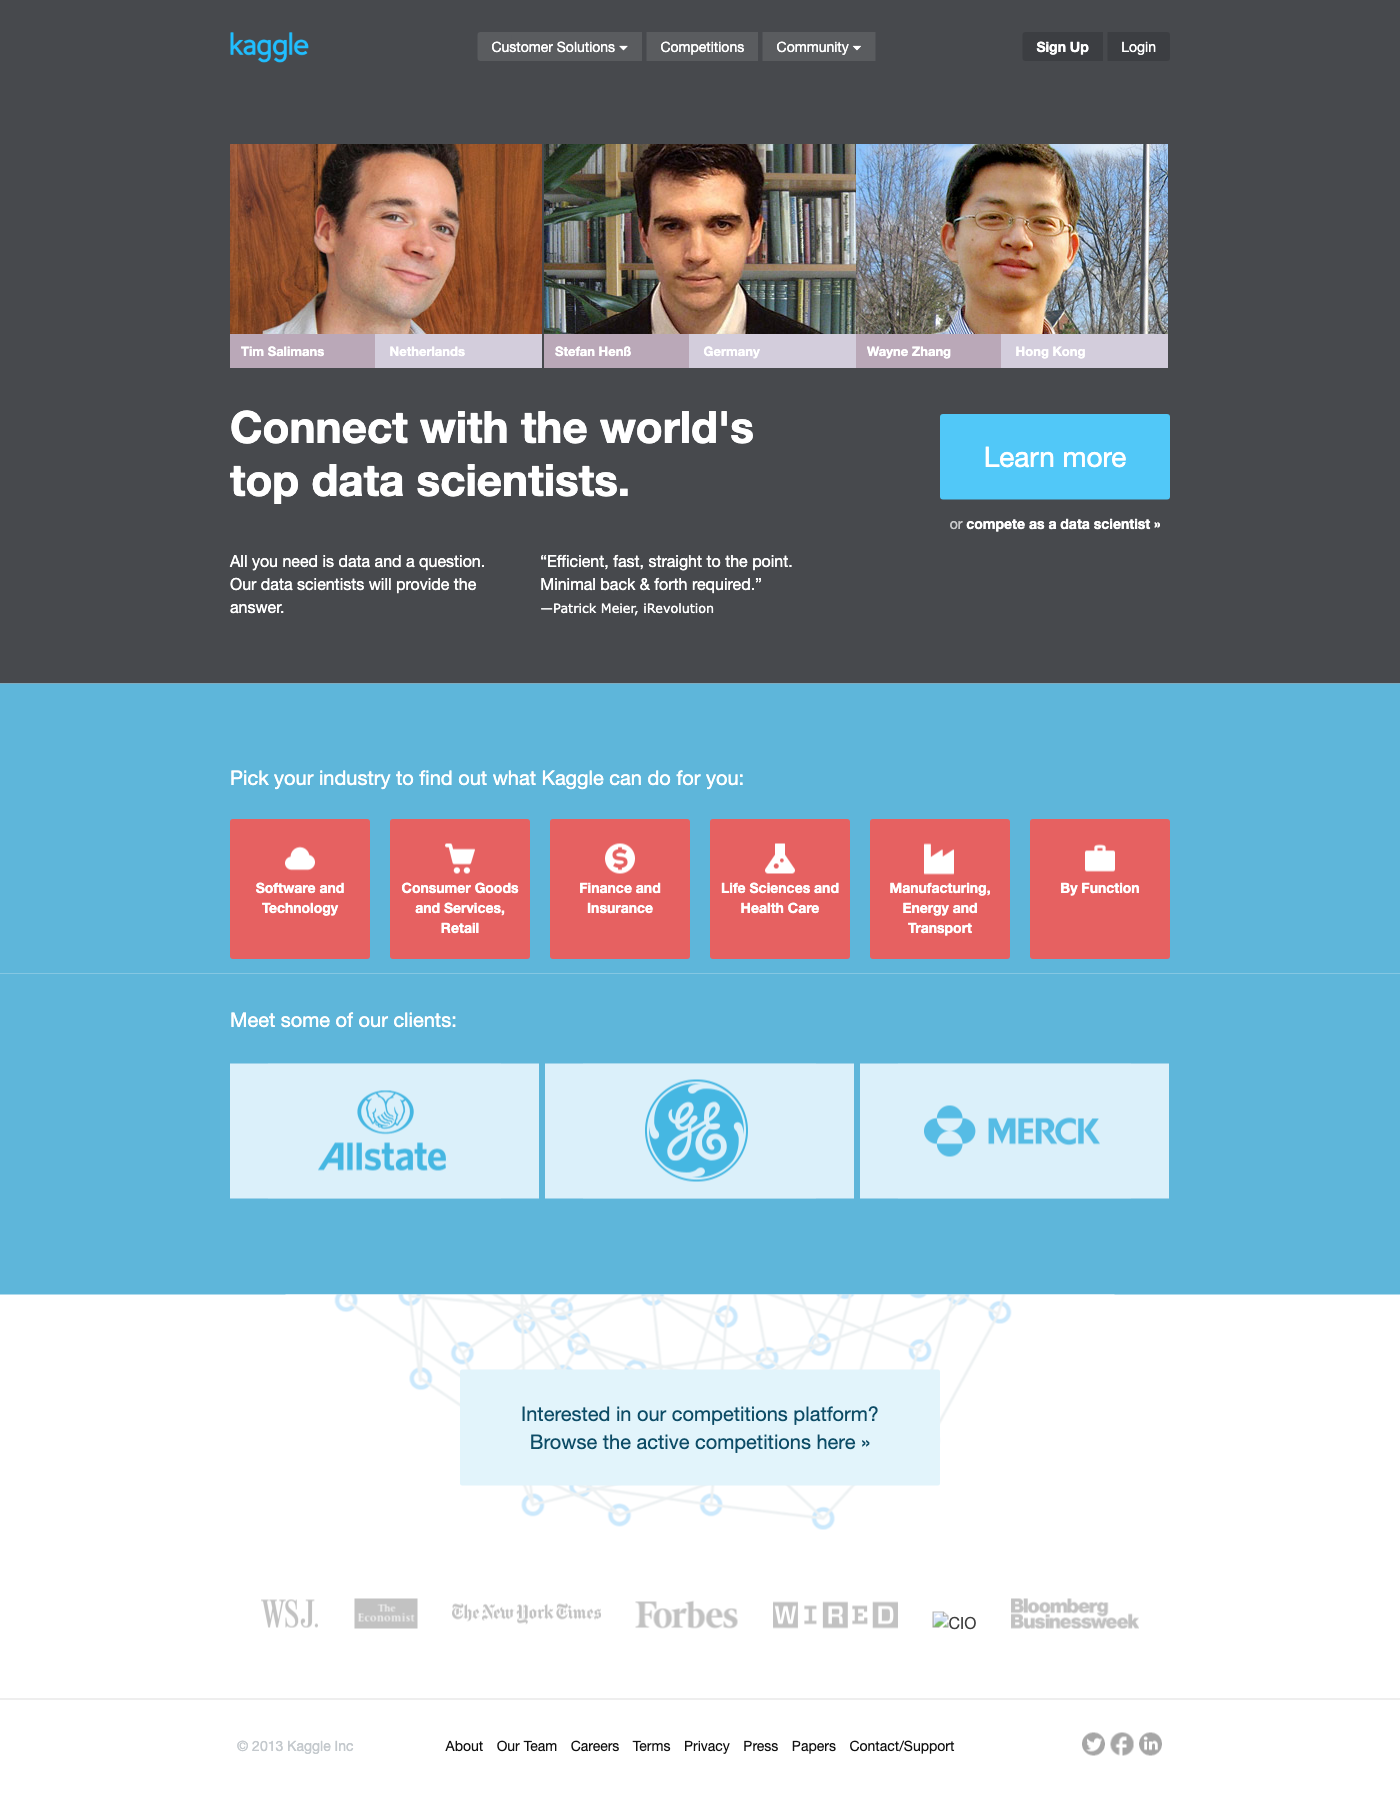 kaggle
Customer Solutions
Competitions
Community
Sign Up
Login
Tim Salimans
Netherlands
Stefan Henß
Germany
Wayne Zhang
Hong Kong
Connect with the world's
top data scientists.
Learn more
or compete as a data scientist »
All you need is data and a question.
Our data scientists will provide the
answer.
“Efficient, fast, straight to the point.
Minimal back & forth required.”
—Patrick Meier, iRevolution
Pick your industry to find out what Kaggle can do for you:
Software and
Technology
Consumer Goods
and Services,
Retail
Finance and
Insurance
Life Sciences and
Health Care
Manufacturing,
Energy and
Transport
By Function
Meet some of our clients:
Allstate
GE
MERCK
Interested in our competitions platform?
Browse the active competitions here »
WSJ.
The
Economist
The New York Times
Forbes
WIRED
CIO
Bloomberg
Businessweek
© 2013 Kaggle Inc
About
Our Team
Careers
Terms
Privacy
Press
Papers
Contact/Support